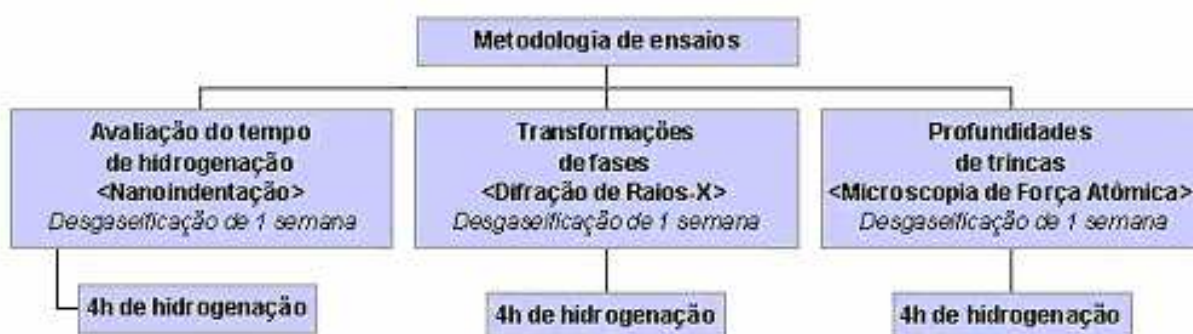 Metodologia de ensaios
Avaliação do tempo
de hidrogenação
<Nanoindentação>
Desgaseificação de 1 semana
4h de hidrogenação
Transformações
de fases
<Difração de Raios-X>
Desgaseificação de 1 semana
4h de hidrogenação
Profundidades
de trincas
<Microscopia de Força Atômica>
Desgaseificação de 1 semana
4h de hidrogenação